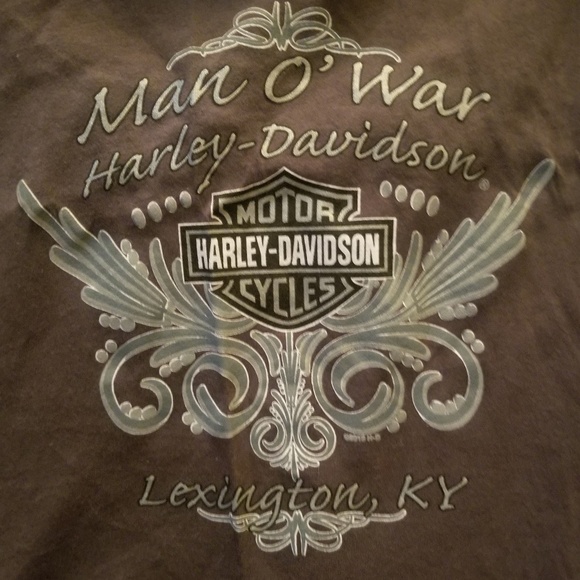 Man O' War
Harley-Davidson®
MOTOR
HARLEY-DAVIDSON
CYCLES
Lexington, KY